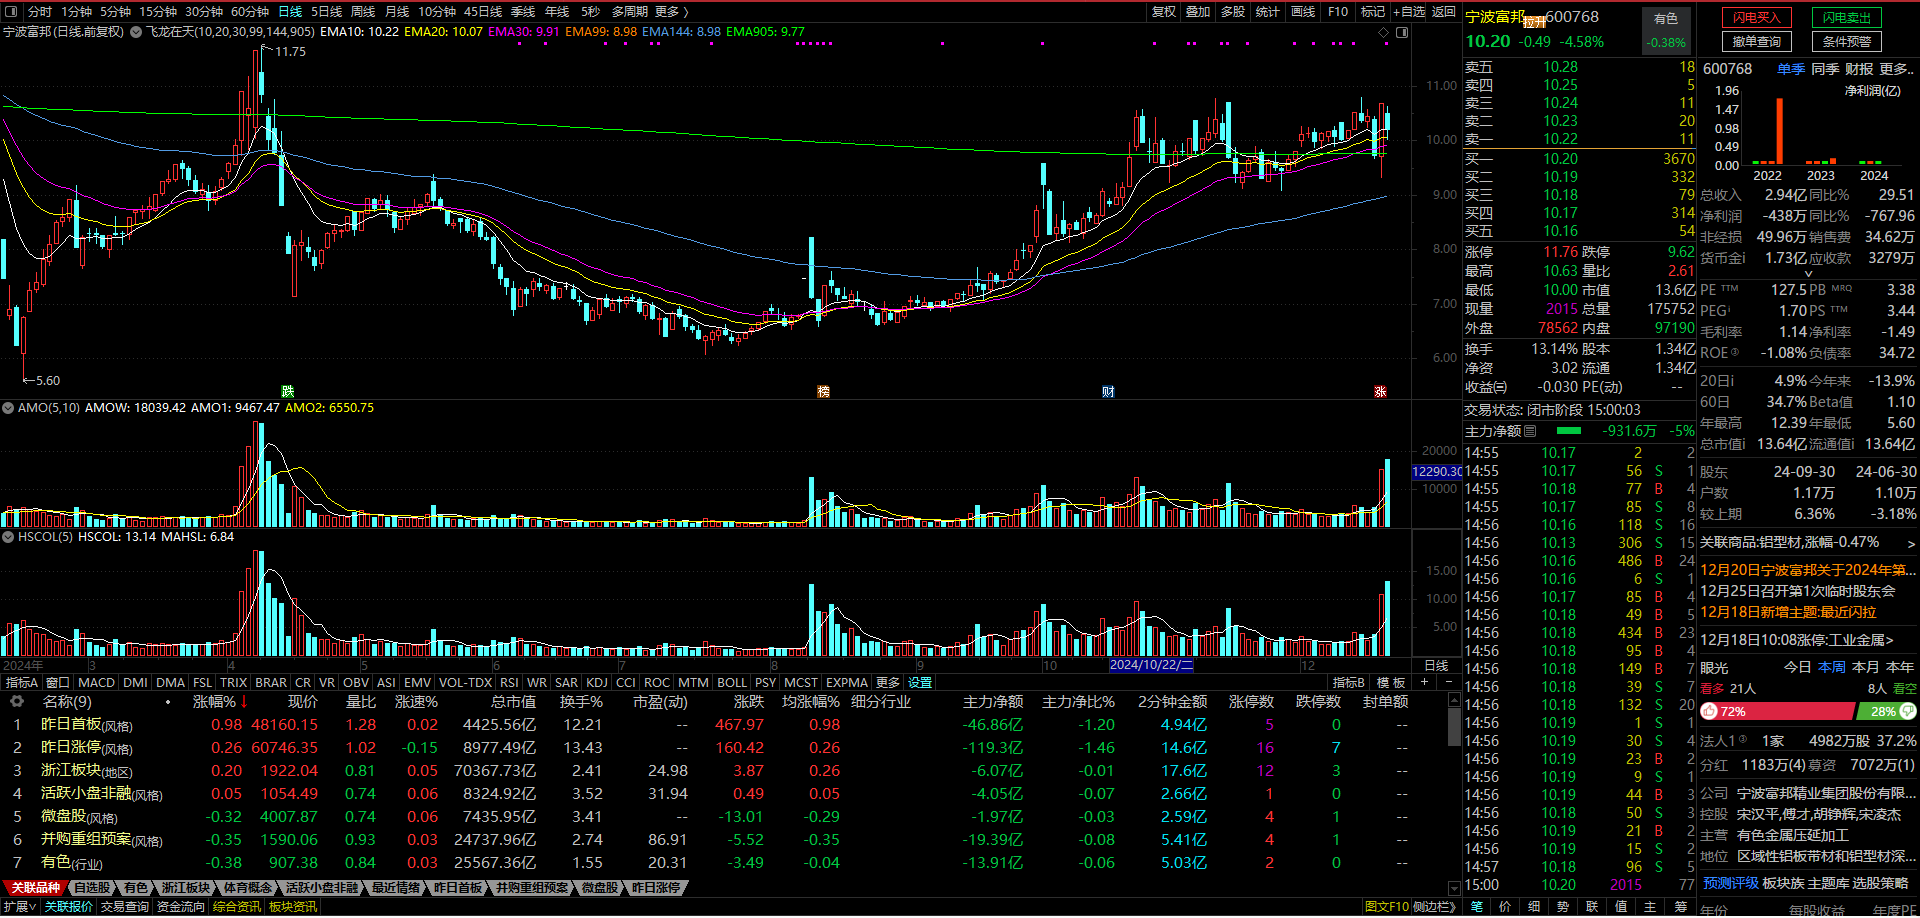 分时 1分钟 5分钟 15分钟 30分钟 60分钟 日线 5日线 周线 月线 10分钟 45日线 季线 年线 5秒 多周期 更多 〉 复权 叠加 多股 统计 画线 F10 标记 +自选 返回
宁波富邦(日线,前复权) 飞龙在天(10,20,30,99,144,905) EMA10: 10.22 EMA20: 10.07 EMA30: 9.91 EMA99: 8.98 EMA144: 8.98 EMA905: 9.77
11.75
11.00
10.00
9.00
8.00
7.00
6.00
5.60
跌 榜 财 涨
AMO(5,10) AMOW: 18039.42 AMO1: 9467.47 AMO2: 6550.75
20000
12290.30
10000
HSCOL(5) HSCOL: 13.14 MAHSL: 6.84
15.00
10.00
5.00
2024年 3 4 5 6 7 8 9 10 2024/10/22/二 12 日线
指标A 窗口 MACD DMI DMA FSL TRIX BRAR CR VR OBV ASI EMV VOL-TDX RSI WR SAR KDJ CCI ROC MTM BOLL PSY MCST EXPMA 更多 设置 指标B 模板 + −
名称(9) 涨幅%↓ 现价 量比 涨速% 总市值 换手% 市盈(动) 涨跌 均涨幅% 细分行业 主力净额 主力净比% 2分钟金额 涨停数 跌停数 封单额
1 昨日首板(风格) 0.98 48160.15 1.28 0.02 4425.56亿 12.21 -- 467.97 0.98 -46.86亿 -1.20 4.94亿 5 0 --
2 昨日涨停(风格) 0.26 60746.35 1.02 -0.15 8977.49亿 13.43 -- 160.42 0.26 -119.3亿 -1.46 14.6亿 16 7 --
3 浙江板块(地区) 0.20 1922.04 0.81 0.05 70367.73亿 2.41 24.98 3.87 0.26 -6.07亿 -0.01 17.6亿 12 3 --
4 活跃小盘非融(风格) 0.05 1054.49 0.74 0.06 8324.92亿 3.52 31.94 0.49 0.05 -4.05亿 -0.07 2.66亿 1 0 --
5 微盘股(风格) -0.32 4007.87 0.74 0.06 7435.95亿 3.41 -- -13.01 -0.29 -1.97亿 -0.03 2.59亿 4 1 --
6 并购重组预案(风格) -0.35 1590.06 0.93 0.03 24737.96亿 2.74 86.91 -5.52 -0.35 -19.39亿 -0.08 5.41亿 4 1 --
7 有色(行业) -0.38 907.38 0.84 0.03 25567.36亿 1.55 20.31 -3.49 -0.04 -13.91亿 -0.06 5.03亿 2 0 --
关联品种 自选股 有色 浙江板块 体育概念 活跃小盘非融 最近情绪 昨日首板 并购重组预案 微盘股 昨日涨停
扩展∨ 关联报价 交易查询 资金流向 综合资讯 板块资讯 图文F10 侧边栏》
宁波富邦 拉升 600768 有色
10.20 -0.49 -4.58% -0.38%
卖五 10.28 18
卖四 10.25 5
卖三 10.24 11
卖二 10.23 20
卖一 10.22 11
买一 10.20 3670
买二 10.19 332
买三 10.18 79
买四 10.17 314
买五 10.16 54
涨停 11.76 跌停 9.62
最高 10.63 量比 2.61
最低 10.00 市值 13.6亿
现量 2015 总量 175752
外盘 78562 内盘 97190
换手 13.14% 股本 1.34亿
净资 3.02 流通 1.34亿
收益㈢ -0.030 PE(动) --
交易状态: 闭市阶段 15:00:03
主力净额 -931.6万 -5%
14:55 10.17 2 2
14:55 10.17 56 S 1
14:55 10.18 77 B 4
14:55 10.17 85 S 8
14:56 10.16 118 S 16
14:56 10.13 306 S 15
14:56 10.16 486 B 24
14:56 10.16 6 S 1
14:56 10.17 85 B 4
14:56 10.18 49 B 5
14:56 10.18 434 B 23
14:56 10.18 95 B 4
14:56 10.18 149 B 7
14:56 10.18 39 S 7
14:56 10.18 132 S 20
14:56 10.19 1 S 1
14:56 10.19 30 S 4
14:56 10.19 23 B 2
14:56 10.19 9 S 1
14:56 10.19 44 B 3
14:56 10.18 50 S 3
14:56 10.19 21 B 2
14:56 10.19 15 S 2
14:57 10.18 96 S 5
15:00 10.20 2015 77
笔 价 细 势 联 值 主 筹
闪电买入 闪电卖出
撤单查询 条件预警
600768 单季 同季 财报 更多..
净利润(亿)
1.96
1.47
0.98
0.49
0.00
2022 2023 2024
总收入 2.94亿 同比% 29.51
净利润 -438万 同比% -767.96
非经损 49.96万 销售费 34.62万
货币金i 1.73亿 应收款 3279万
PE TTM 127.5 PB MRQ 3.38
PEG i 1.70 PS TTM 3.44
毛利率 1.14 净利率 -1.49
ROE③ -1.08% 负债率 34.72
20日i 4.9% 今年来 -13.9%
60日 34.7% Beta值 1.10
年最高 12.39 年最低 5.60
总市值i 13.64亿 流通值i 13.64亿
股东 24-09-30 24-06-30
户数 1.17万 1.10万
较上期 6.36% -3.18%
关联商品:铝型材,涨幅-0.47% >
12月20日宁波富邦关于2024年第...
12月25日召开第1次临时股东会
12月18日新增主题:最近闪拉
12月18日10:08涨停:工业金属>
眼光 今日 本周 本月 本年
看多 21人 8人 看空
72% 28%
法人1③ 1家 4982万股 37.2%
分红 1183万(4) 募资 7072万(1)
公司 宁波富邦精业集团股份有限...
控股 宋汉平,傅才,胡铮辉,宋凌杰
主营 有色金属压延加工
地位 区域性铝板带材和铝型材深...
预测评级 板块族 主题库 选股策略
年份 每股收益 年度PE